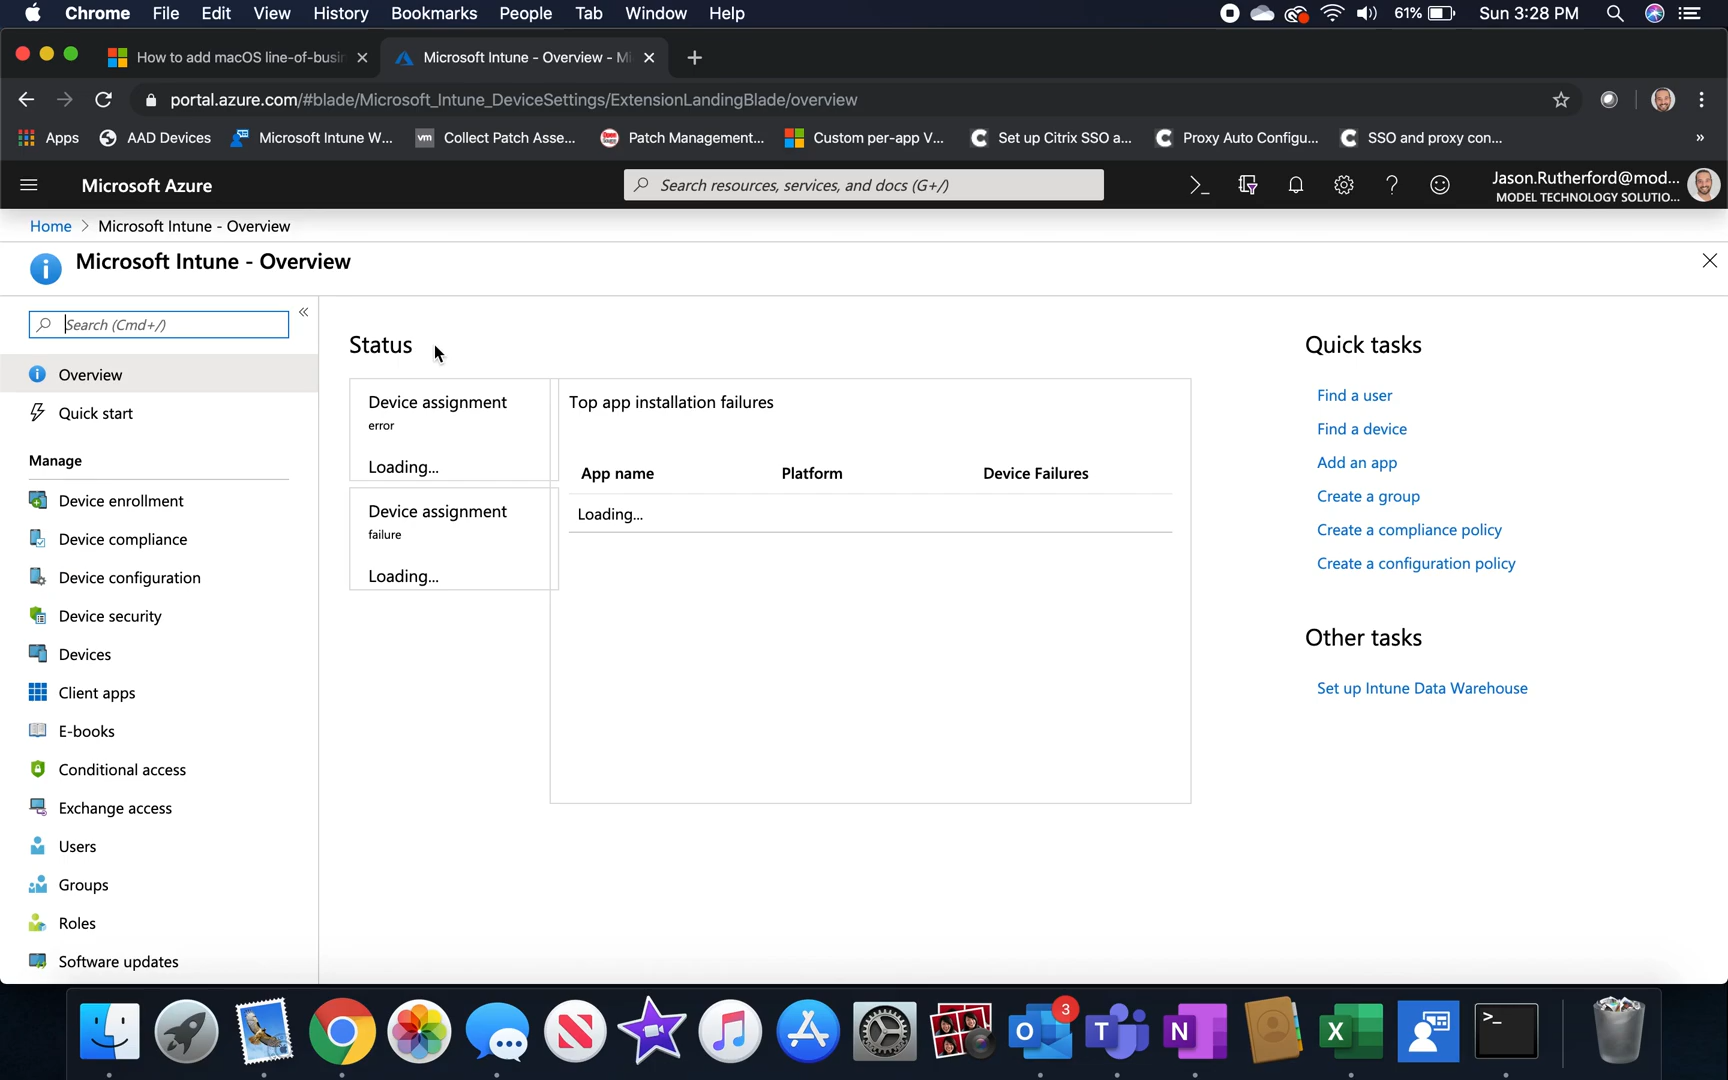 Chrome File Edit View History Bookmarks People Tab Window Help 61% Sun 3:28 PM
How to add macOS line-of-busi Microsoft Intune - Overview - Mi
portal.azure.com/#blade/Microsoft_Intune_DeviceSettings/ExtensionLandingBlade/overview
Apps AAD Devices Microsoft Intune W... vm Collect Patch Asse... Patch Management... Custom per-app V... Set up Citrix SSO a... Proxy Auto Configu... SSO and proxy con... »
Microsoft Azure Search resources, services, and docs (G+/) Jason.Rutherford@mod...
MODEL TECHNOLOGY SOLUTIO...
Home > Microsoft Intune - Overview
Microsoft Intune - Overview
Search (Cmd+/) «
Overview
Quick start
Manage
Device enrollment
Device compliance
Device configuration
Device security
Devices
Client apps
E-books
Conditional access
Exchange access
Users
Groups
Roles
Software updates
Status
Device assignment
error
Loading...
Device assignment
failure
Loading...
Top app installation failures
App name Platform Device Failures
Loading...
Quick tasks
Find a user
Find a device
Add an app
Create a group
Create a compliance policy
Create a configuration policy
Other tasks
Set up Intune Data Warehouse
3